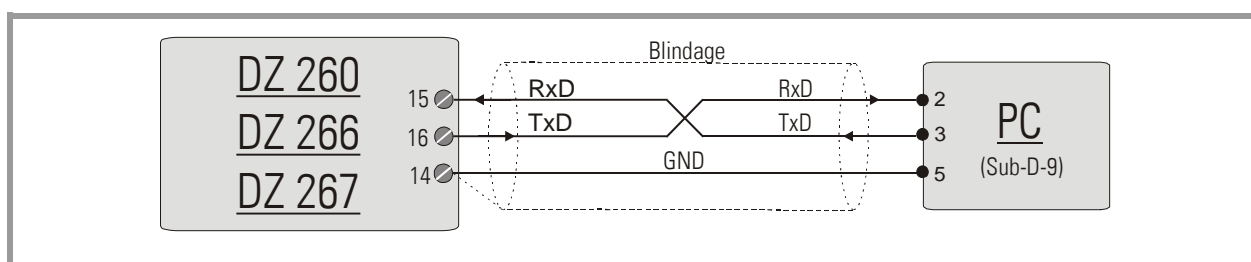 Blindage
DZ 260
DZ 266
DZ 267
15
16
14
RxD
TxD
RxD
TxD
GND
2
3
5
PC
(Sub-D-9)